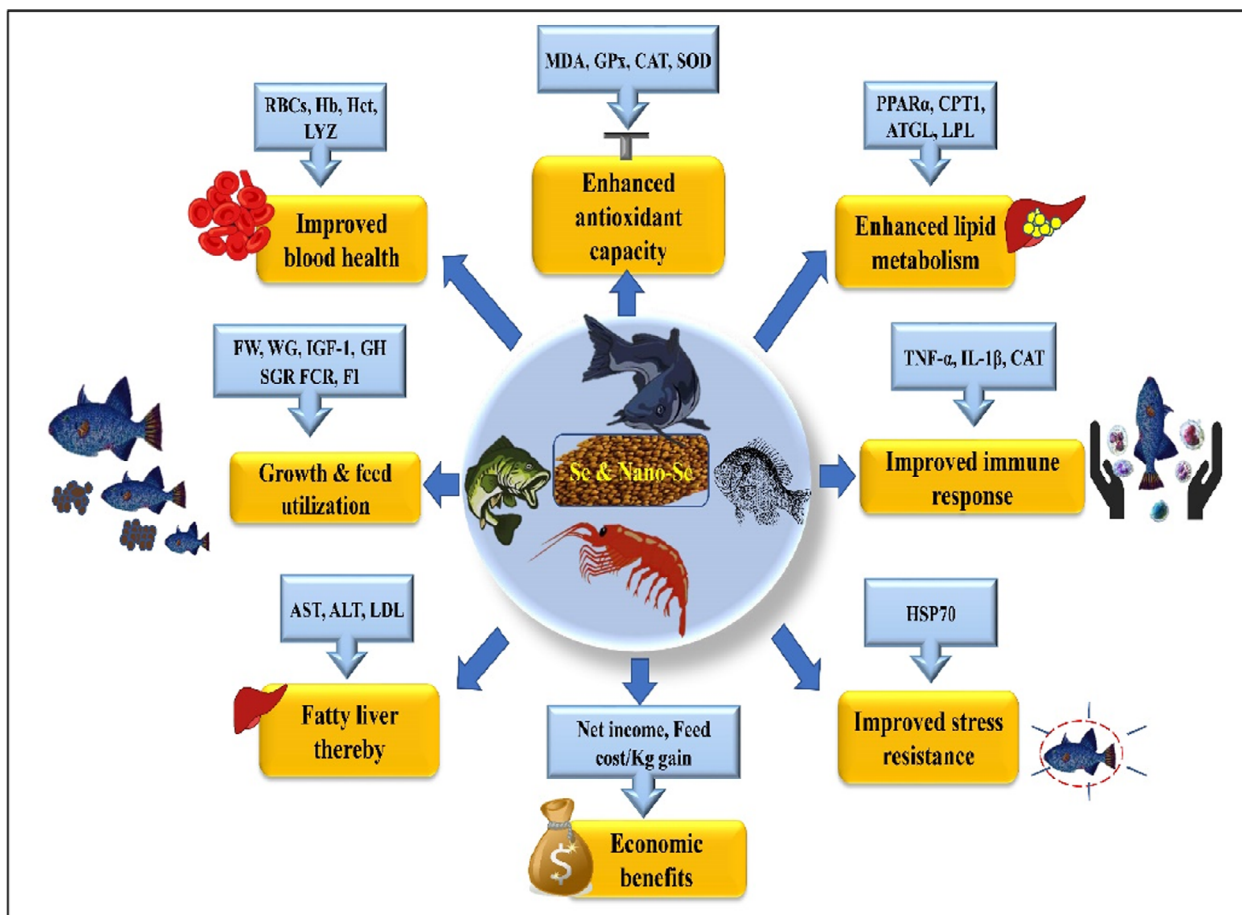 MDA, GPx, CAT, SOD
Enhanced
antioxidant
capacity
RBCs, Hb, Hct,
LYZ
Improved
blood health
PPARα, CPT1,
ATGL, LPL
Enhanced lipid
metabolism
FW, WG, IGF-1, GH
SGR FCR, FI
Growth & feed
utilization
Se & Nano-Se
TNF-α, IL-1β, CAT
Improved immune
response
AST, ALT, LDL
Fatty liver
thereby
Net income, Feed
cost/Kg gain
$
Economic
benefits
HSP70
Improved stress
resistance